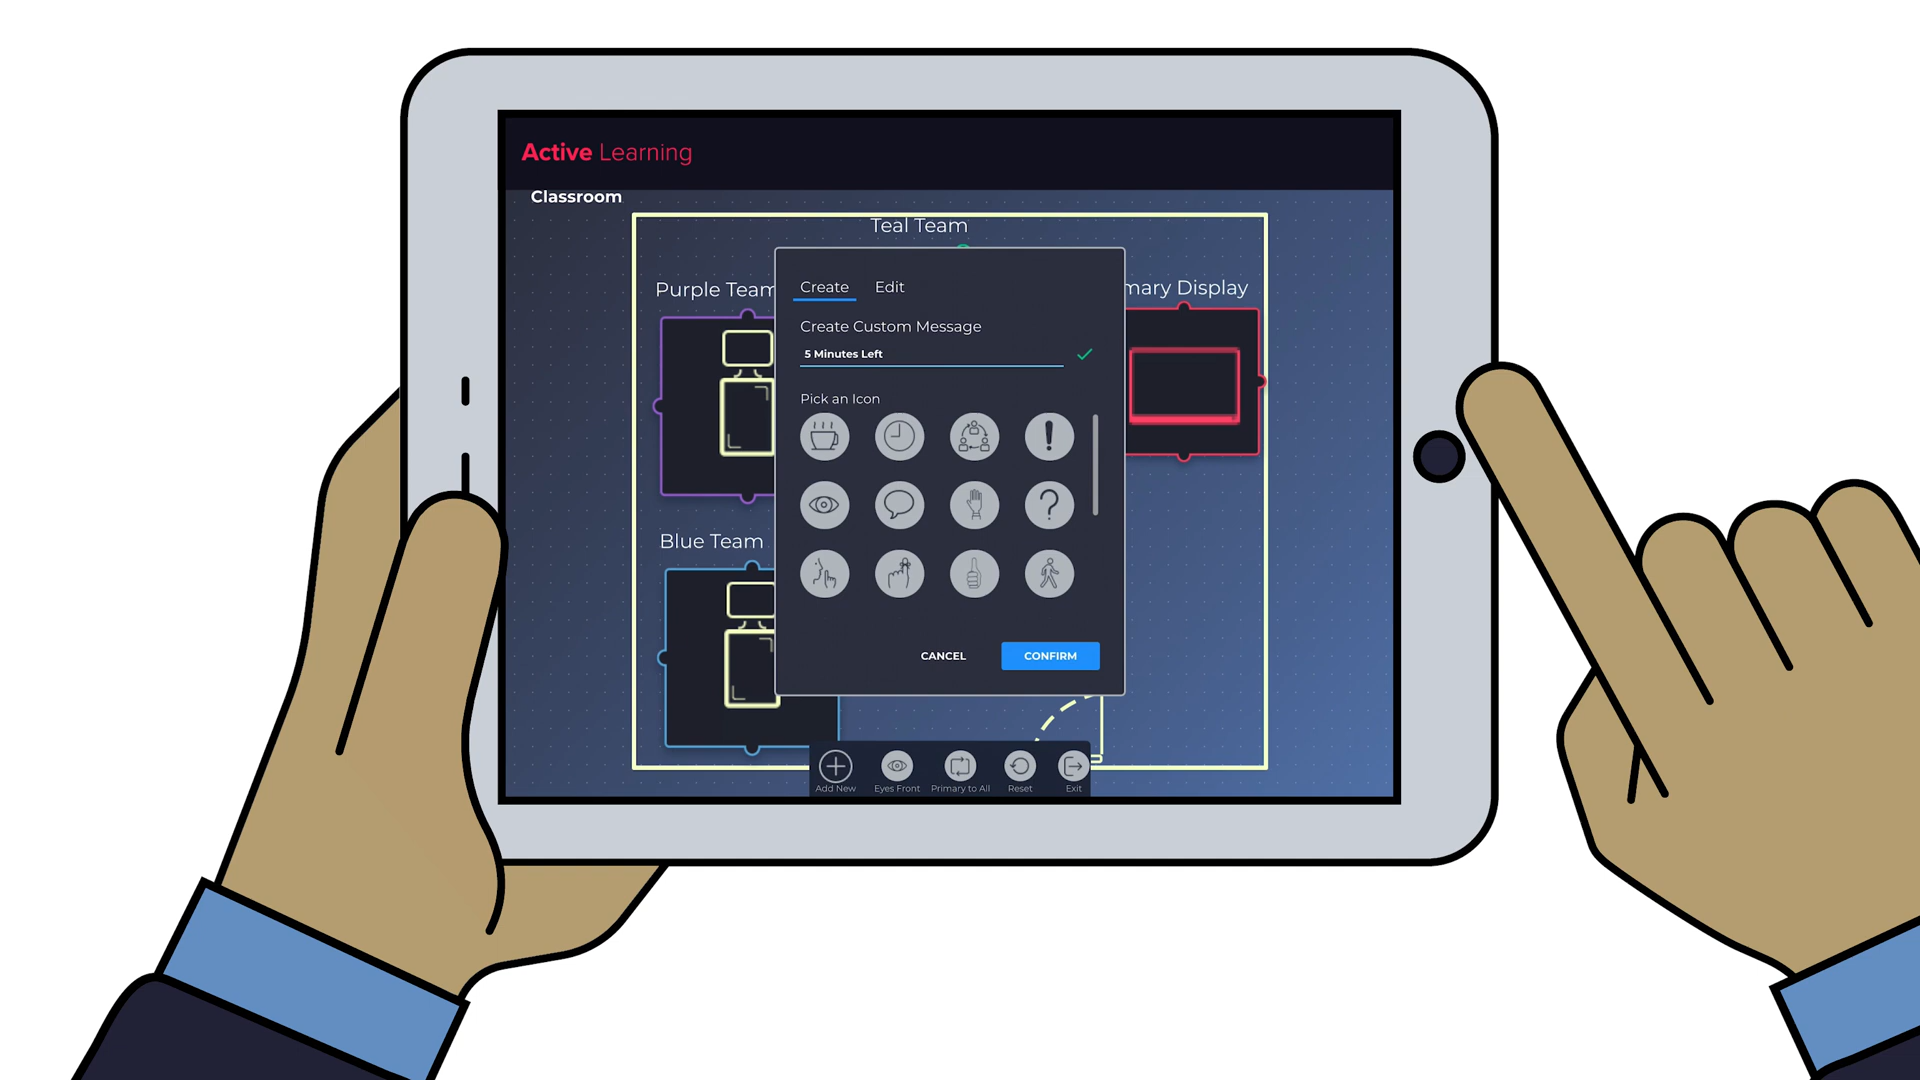 Active Learning
Classroom
Teal Team
Purple Team
mary Display
Create Edit
Create Custom Message
5 Minutes Left
Pick an Icon
Blue Team
CANCEL CONFIRM
Add New Eyes Front Primary to All Reset Exit